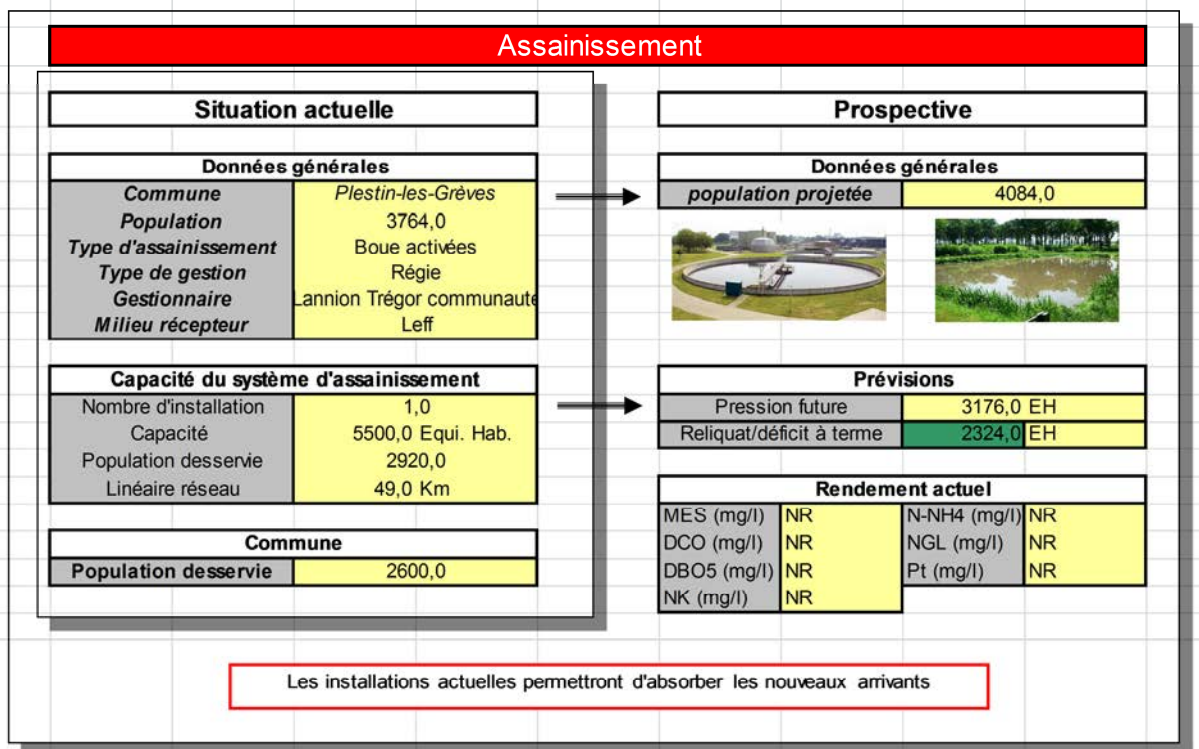 Assainissement
Situation actuelle
Données générales
Commune Plestin-les-Grèves
Population 3764,0
Type d'assainissement Boue activées
Type de gestion Régie
Gestionnaire Lannion Trégor communauté
Milieu récepteur Leff
Capacité du système d'assainissement
Nombre d'installation 1,0
Capacité 5500,0 Equi. Hab.
Population desservie 2920,0
Linéaire réseau 49,0 Km
Commune
Population desservie 2600,0
Prospective
Données générales
population projetée 4084,0
Prévisions
Pression future 3176,0 EH
Reliquat/déficit à terme 2324,0 EH
Rendement actuel
MES (mg/l) NR N-NH4 (mg/l) NR
DCO (mg/l) NR NGL (mg/l) NR
DBO5 (mg/l) NR Pt (mg/l) NR
NK (mg/l) NR
Les installations actuelles permettront d'absorber les nouveaux arrivants